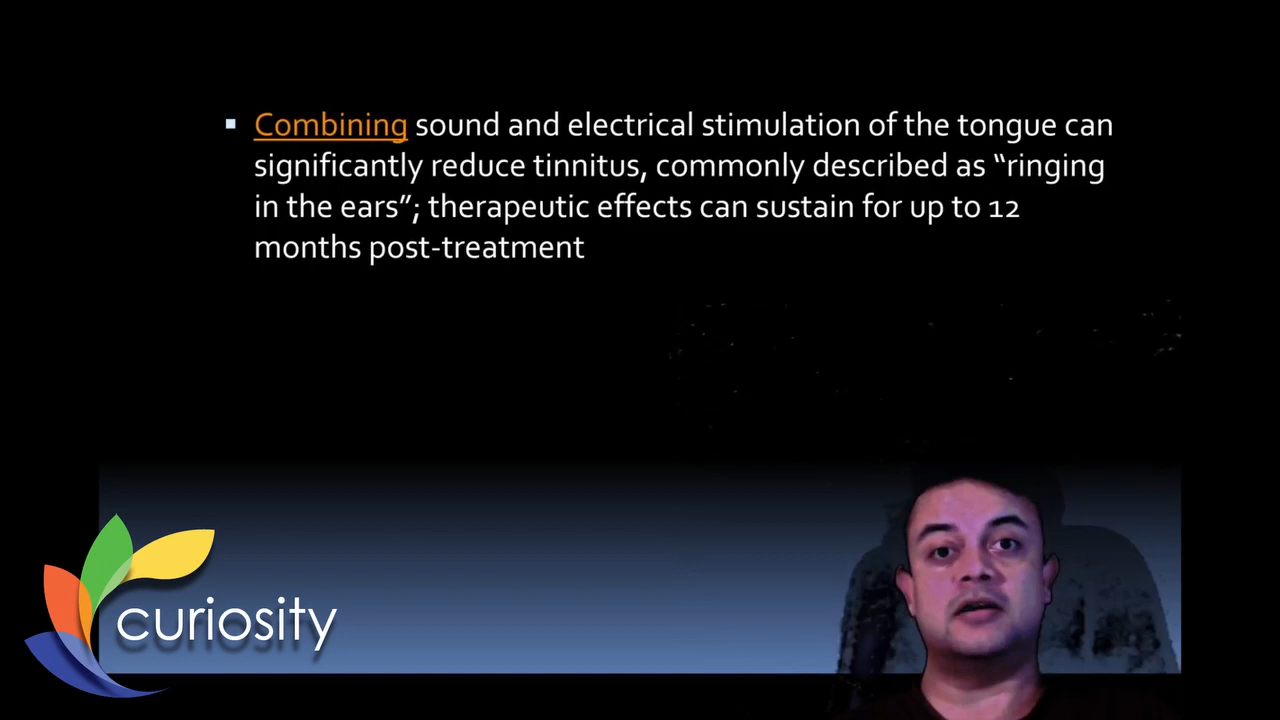 Combining sound and electrical stimulation of the tongue can
significantly reduce tinnitus, commonly described as “ringing
in the ears”; therapeutic effects can sustain for up to 12
months post-treatment
curiosity